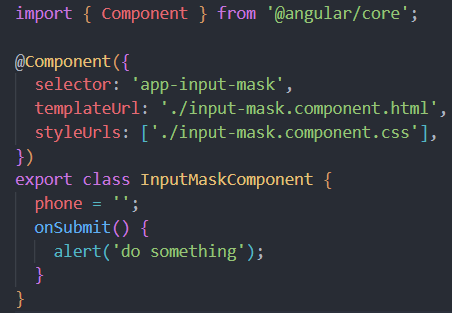 import { Component } from '@angular/core';
@Component({
  selector: 'app-input-mask',
  templateUrl: './input-mask.component.html',
  styleUrls: ['./input-mask.component.css'],
})
export class InputMaskComponent {
  phone = '';
  onSubmit() {
    alert('do something');
  }
}